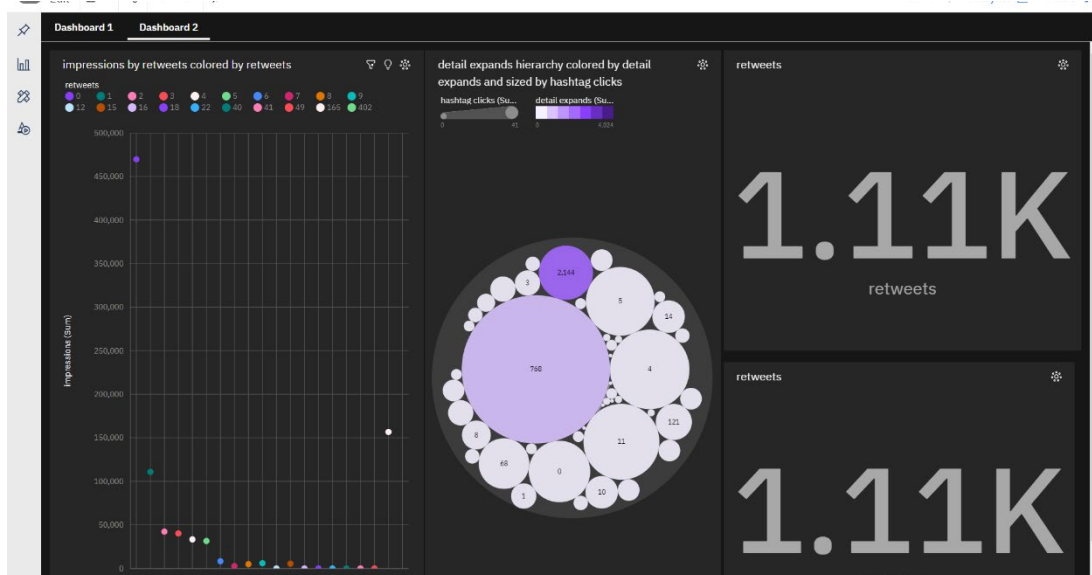 Dashboard 1
Dashboard 2
impressions by retweets colored by retweets
retweets
0 1 2 3 4 5 6 7 8 9
12 15 16 18 22 40 41 49 165 402
500,000
450,000
400,000
350,000
300,000
250,000
200,000
150,000
100,000
50,000
0
impressions (Sum)
detail expands hierarchy colored by detail
expands and sized by hashtag clicks
hashtag clicks (Su...
detail expands (Su...
0 41
0 4,024
2,144
3
5
14
768
4
121
8
11
68
0
1
10
retweets
1.11K
retweets
retweets
1.11K